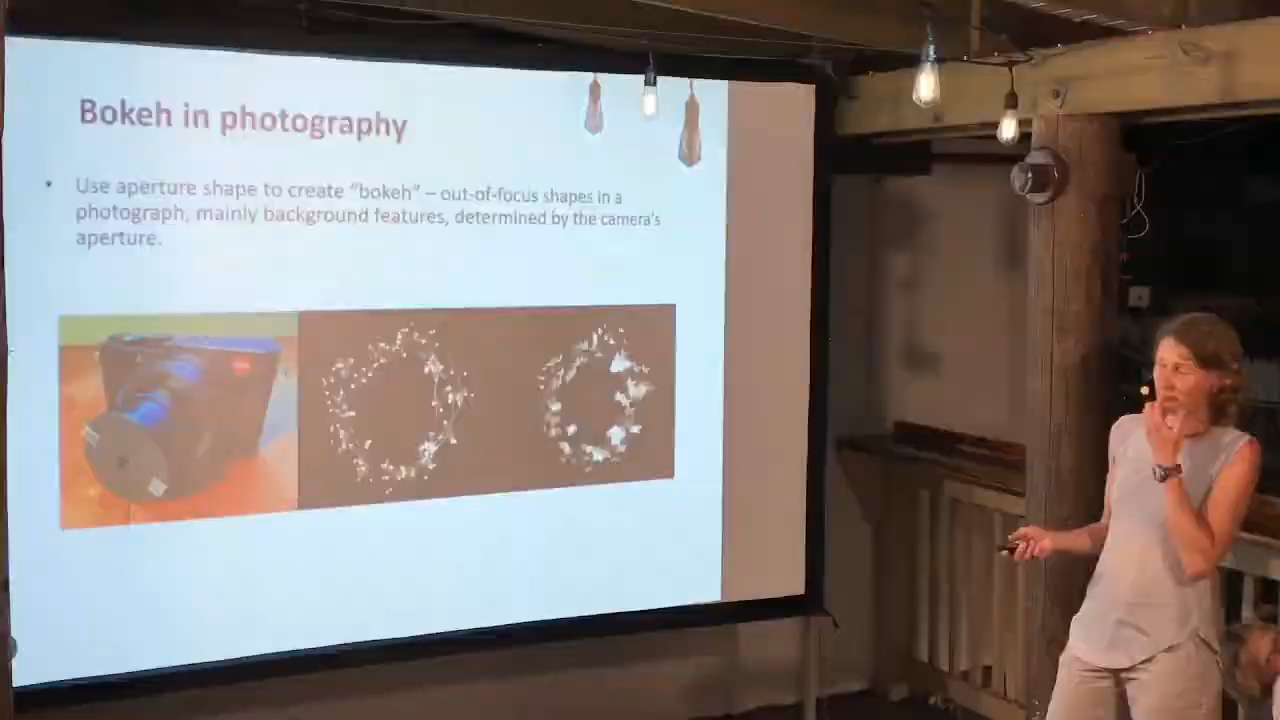 Bokeh in photography
• Use aperture shape to create “bokeh” – out-of-focus shapes in a
photograph, mainly background features, determined by the camera’s
aperture.